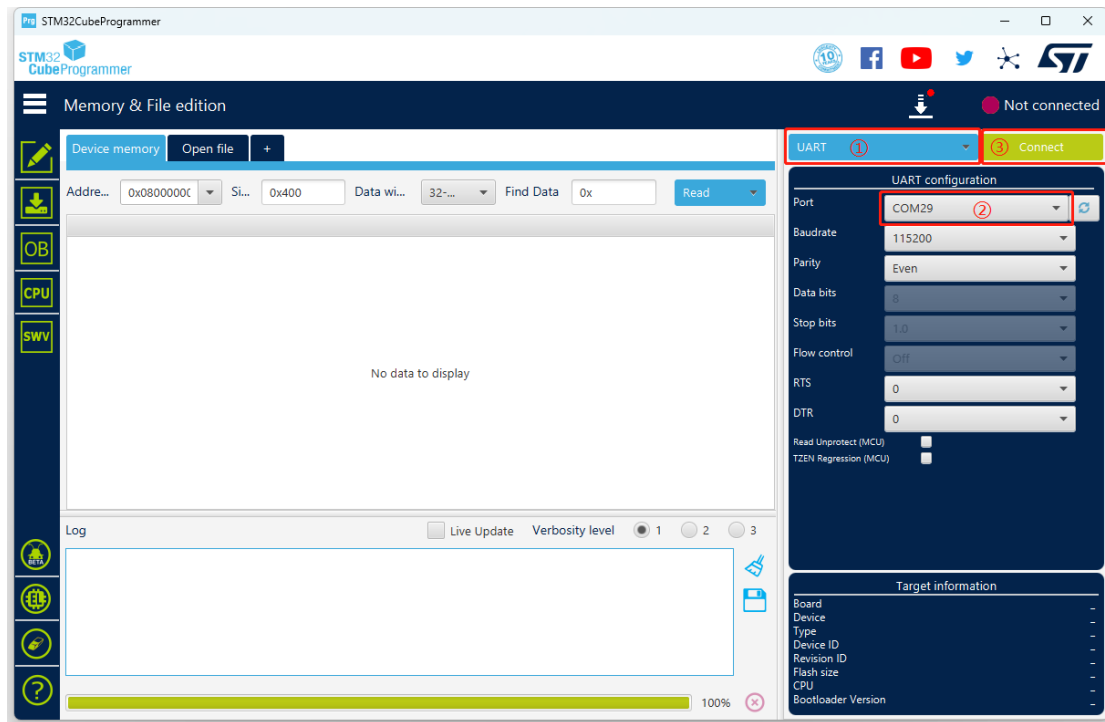 Prg STM32CubeProgrammer
STM32
CubeProgrammer
10
Memory & File edition
Not connected
Device memory Open file +
UART ① ③ Connect
Addre... 0x0800000C Si... 0x400 Data wi... 32-... Find Data 0x Read
UART configuration
Port COM29 ②
Baudrate 115200
Parity Even
Data bits 8
Stop bits 1.0
Flow control Off
RTS 0
DTR 0
Read Unprotect (MCU)
TZEN Regression (MCU)
OB
CPU
SWV
No data to display
Log Live Update Verbosity level 1 2 3
BETA
100%
Target information
Board -
Device -
Type -
Device ID -
Revision ID -
Flash size -
CPU -
Bootloader Version -